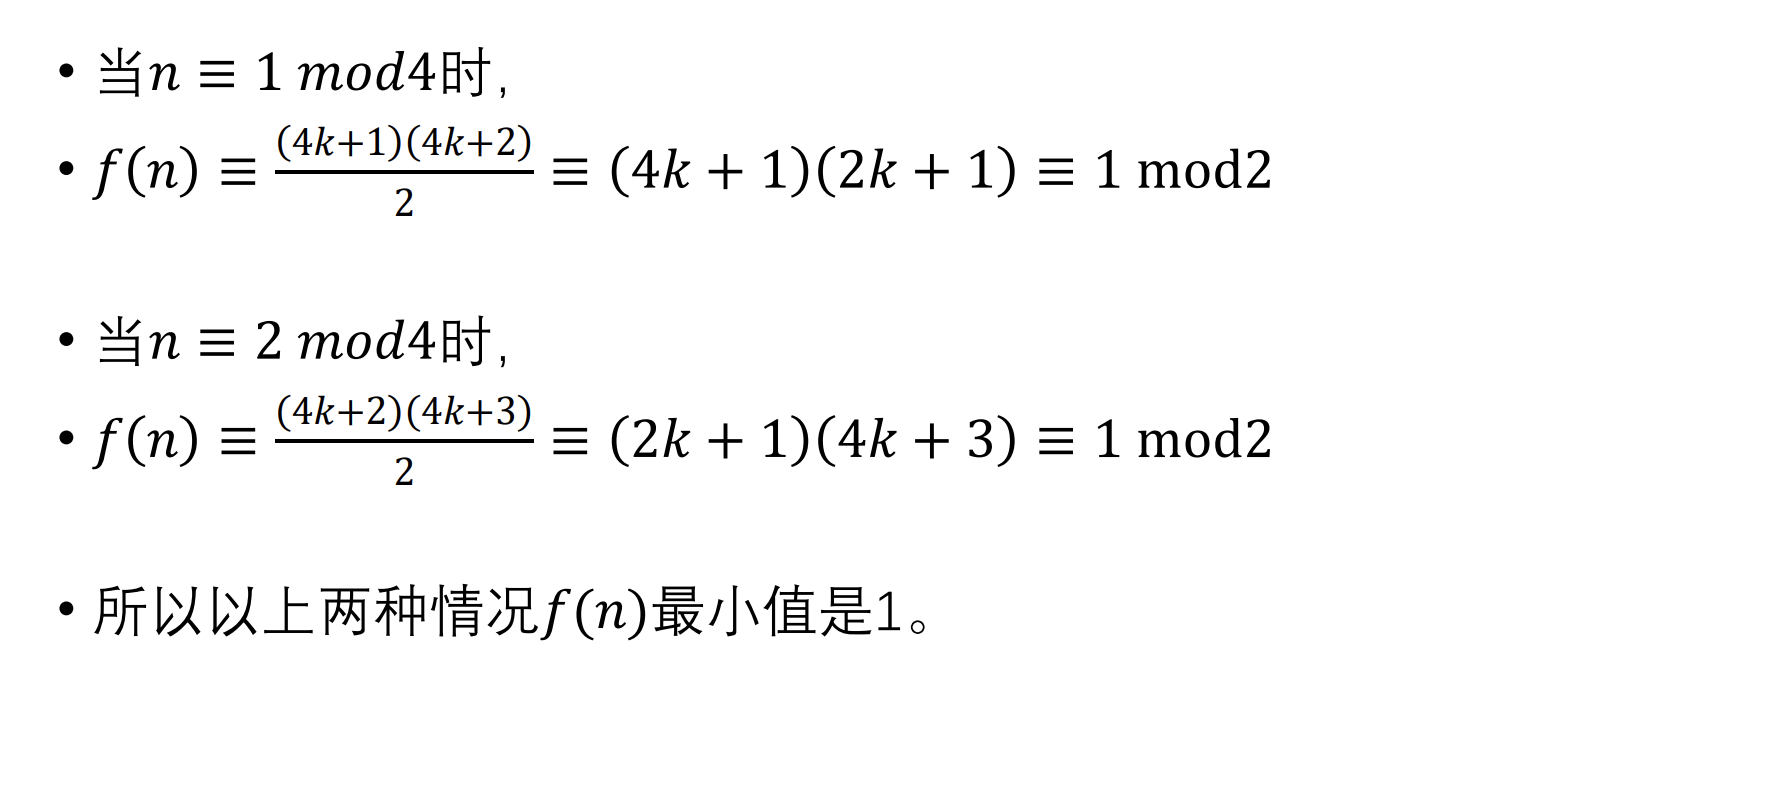 • 当n ≡ 1 mod4时,
• f(n) ≡ \frac{(4k+1)(4k+2)}{2} ≡ (4k + 1)(2k + 1) ≡ 1 mod2
• 当n ≡ 2 mod4时,
• f(n) ≡ \frac{(4k+2)(4k+3)}{2} ≡ (2k + 1)(4k + 3) ≡ 1 mod2
• 所以以上两种情况f(n)最小值是1。